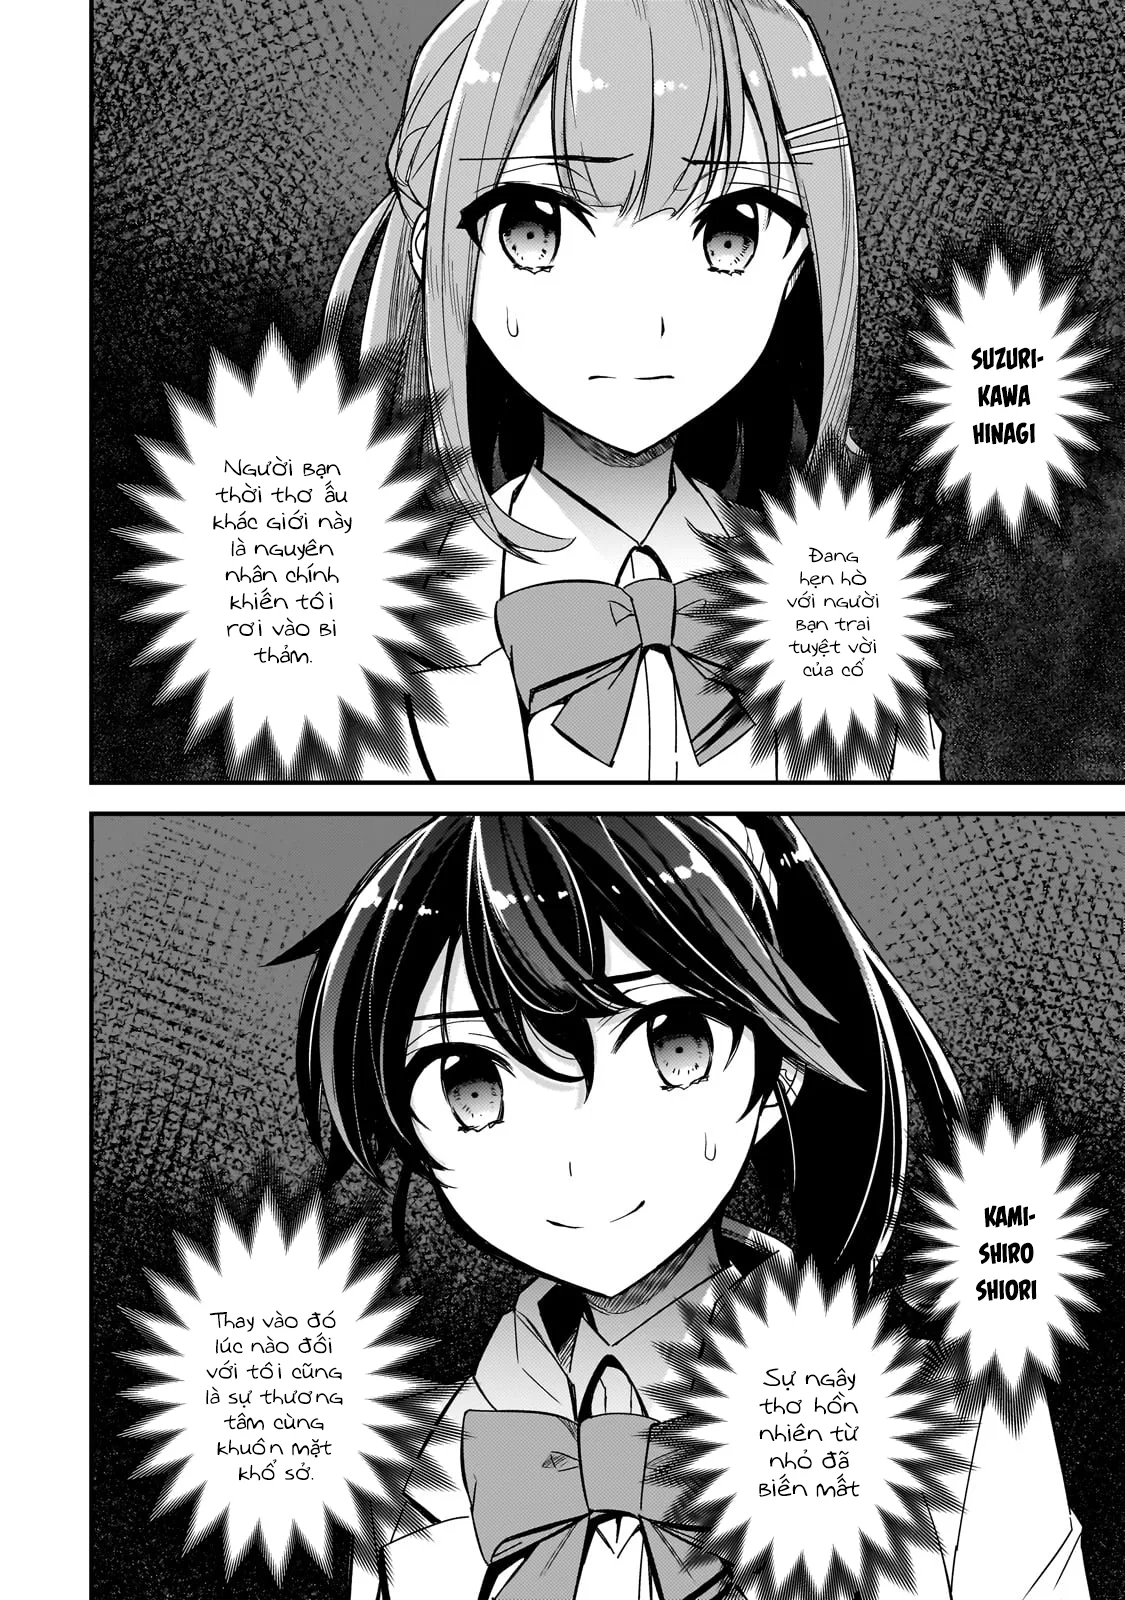 SUZURI-
KAWA
HINAGI
Đang
hẹn hò
với người
bạn trai
tuyệt vời
của cổ
Người bạn
thời thơ ấu
khác giới này
là nguyên
nhân chính
khiến tôi
rơi vào bi
thảm.
KAMI-
SHIRO
SHIORI
Sự ngây
thơ hồn
nhiên từ
nhỏ đã
biến mất
Thay vào đó
lúc nào đối
với tôi cũng
là sự thương
tâm cùng
khuôn mặt
khổ sở.